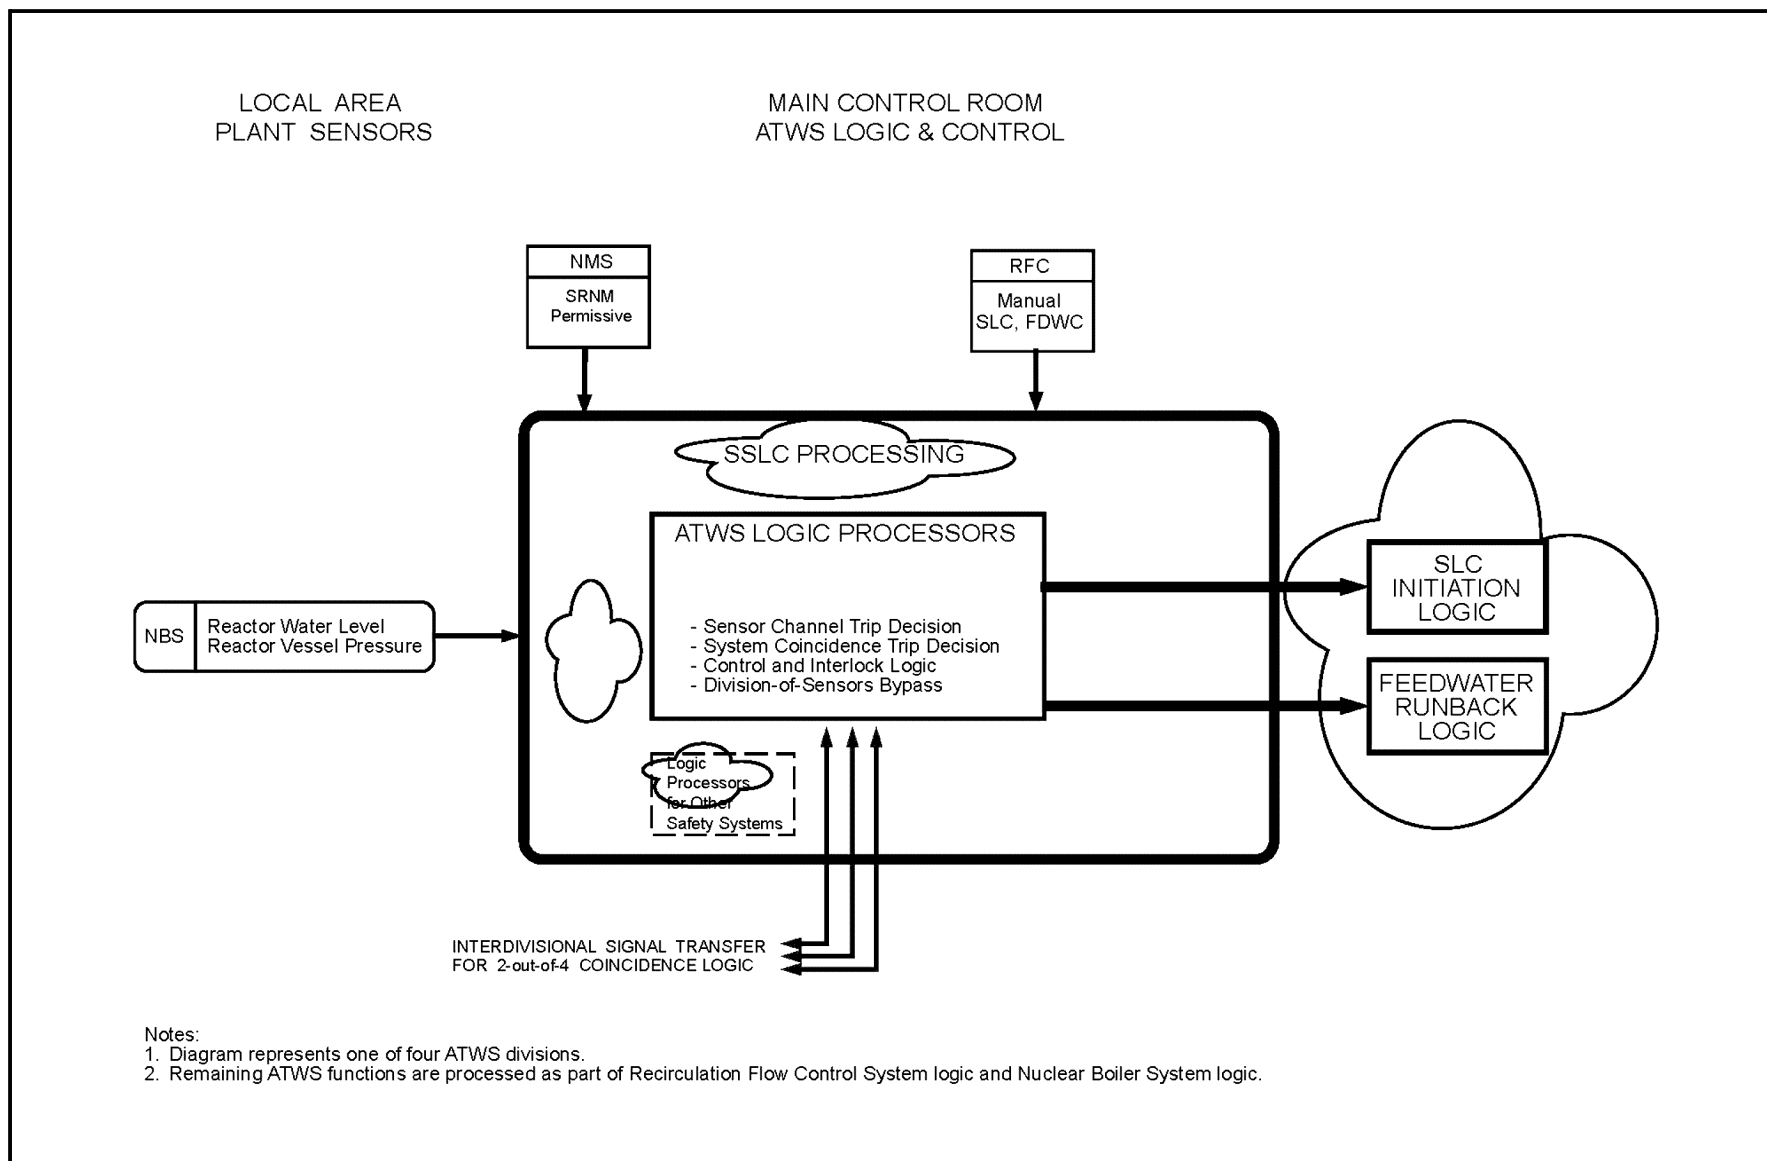 LOCAL AREA
PLANT SENSORS
MAIN CONTROL ROOM
ATWS LOGIC & CONTROL
NMS
SRNM
Permissive
RFC
Manual
SLC, FDWC
SSLC PROCESSING
ATWS LOGIC PROCESSORS
- Sensor Channel Trip Decision
- System Coincidence Trip Decision
- Control and Interlock Logic
- Division-of-Sensors Bypass
NBS
Reactor Water Level
Reactor Vessel Pressure
SLC
INITIATION
LOGIC
FEEDWATER
RUNBACK
LOGIC
Logic
Processors
for Other
Safety Systems
INTERDIVISIONAL SIGNAL TRANSFER
FOR 2-out-of-4 COINCIDENCE LOGIC
Notes:
1. Diagram represents one of four ATWS divisions.
2. Remaining ATWS functions are processed as part of Recirculation Flow Control System logic and Nuclear Boiler System logic.